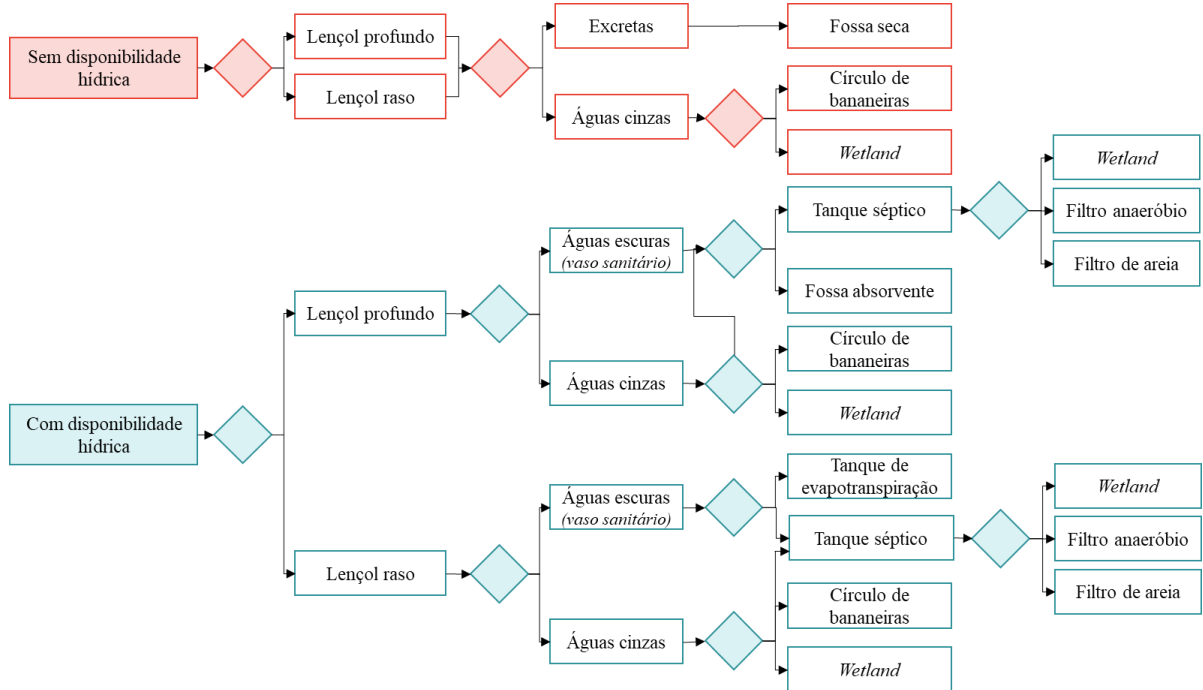 Sem disponibilidade
hídrica
Lençol profundo
Lençol raso
Excretas
Fossa seca
Águas cinzas
Círculo de
bananeiras
Wetland
Com disponibilidade
hídrica
Lençol profundo
Águas escuras
(vaso sanitário)
Tanque séptico
Wetland
Filtro anaeróbio
Filtro de areia
Fossa absorvente
Águas cinzas
Círculo de
bananeiras
Wetland
Lençol raso
Águas escuras
(vaso sanitário)
Tanque de
evapotranspiração
Tanque séptico
Wetland
Filtro anaeróbio
Filtro de areia
Águas cinzas
Círculo de
bananeiras
Wetland